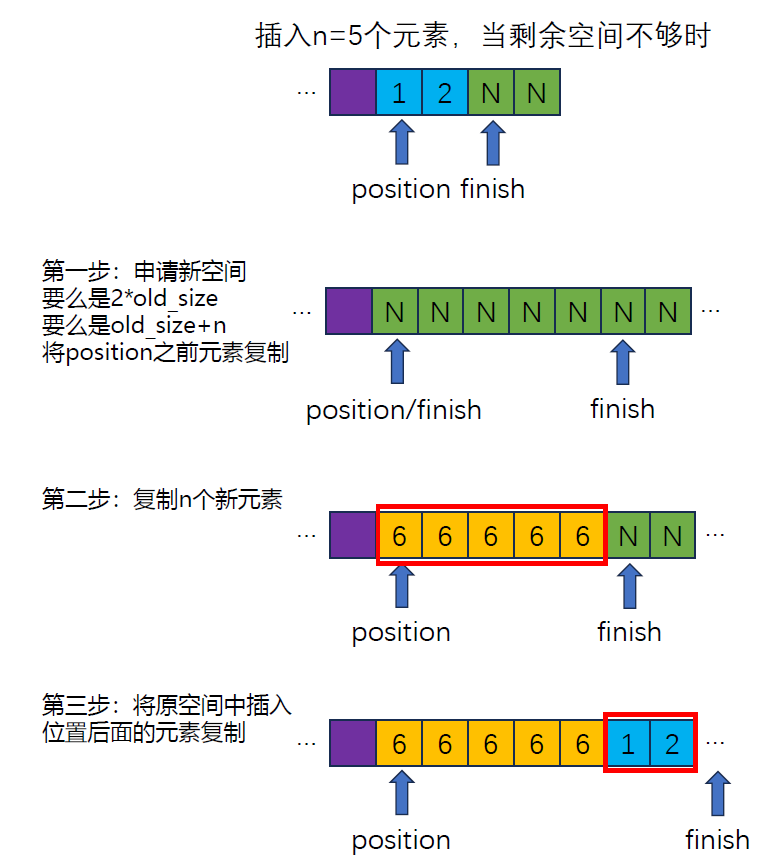 插入n=5个元素，当剩余空间不够时
... 1 2 N N
position finish
第一步：申请新空间
要么是2*old_size
要么是old_size+n
将position之前元素复制
... N N N N N N N ...
position/finish finish
第二步：复制n个新元素
... 6 6 6 6 6 N N ...
position finish
第三步：将原空间中插入
位置后面的元素复制
... 6 6 6 6 6 1 2 ...
position finish